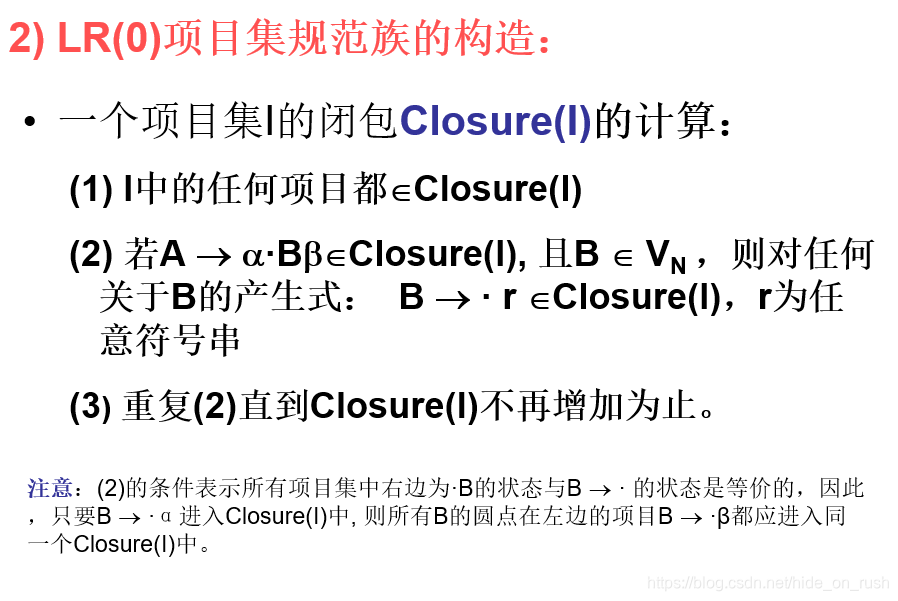 2) LR(0)项目集规范族的构造：
• 一个项目集I的闭包Closure(I)的计算：
(1) I中的任何项目都∈Closure(I)
(2) 若A → α·Bβ∈Closure(I), 且B ∈ VN ，则对任何
关于B的产生式： B → · r ∈Closure(I)，r为任
意符号串
(3) 重复(2)直到Closure(I)不再增加为止。
注意：(2)的条件表示所有项目集中右边为·B的状态与B → · 的状态是等价的，因此
，只要B → ·α进入Closure(I)中, 则所有B的圆点在左边的项目B → ·β都应进入同
一个Closure(I)中。
https://blog.csdn.net/hide_on_rush